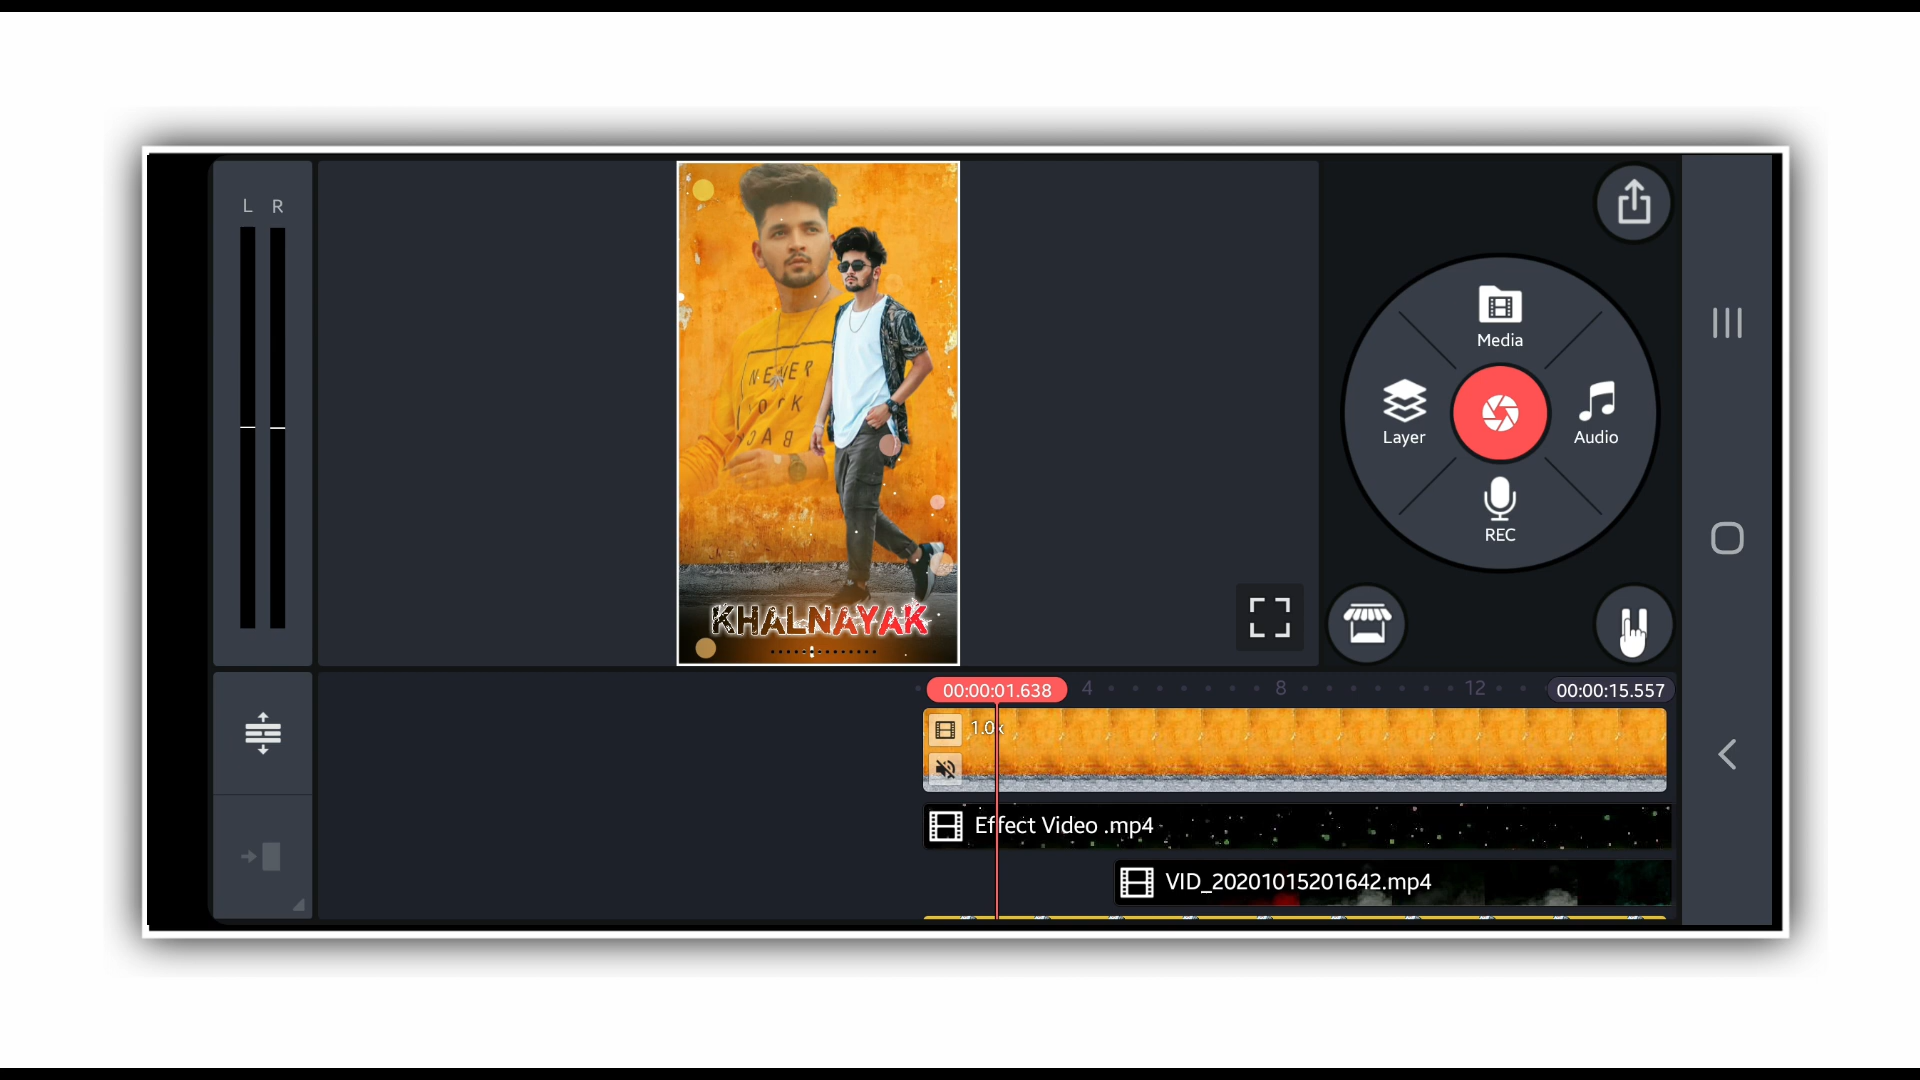 L R
NEVER
KHALNAYAK
Media
Layer
Audio
REC
00:00:01.638
4
8
12
00:00:15.557
1.0x
Effect Video .mp4
VID_20201015201642.mp4